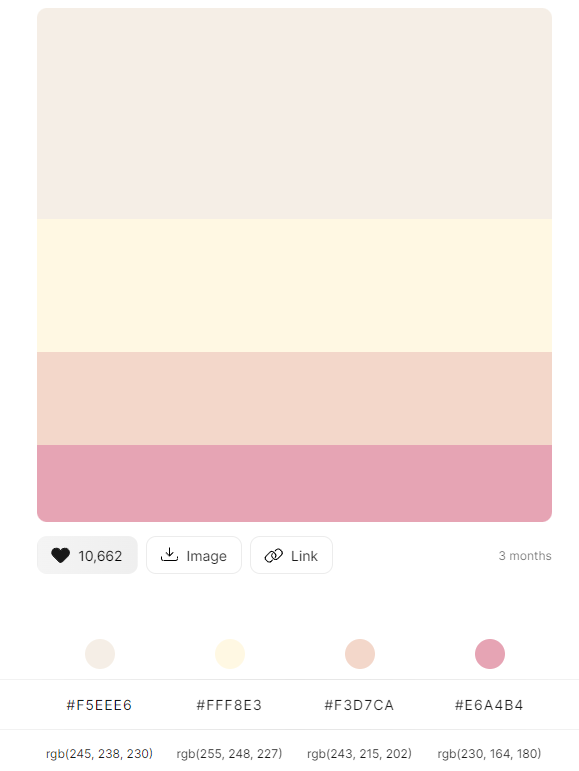 10,662 Image Link 3 months
#F5EEE6 #FFF8E3 #F3D7CA #E6A4B4
rgb(245, 238, 230) rgb(255, 248, 227) rgb(243, 215, 202) rgb(230, 164, 180)